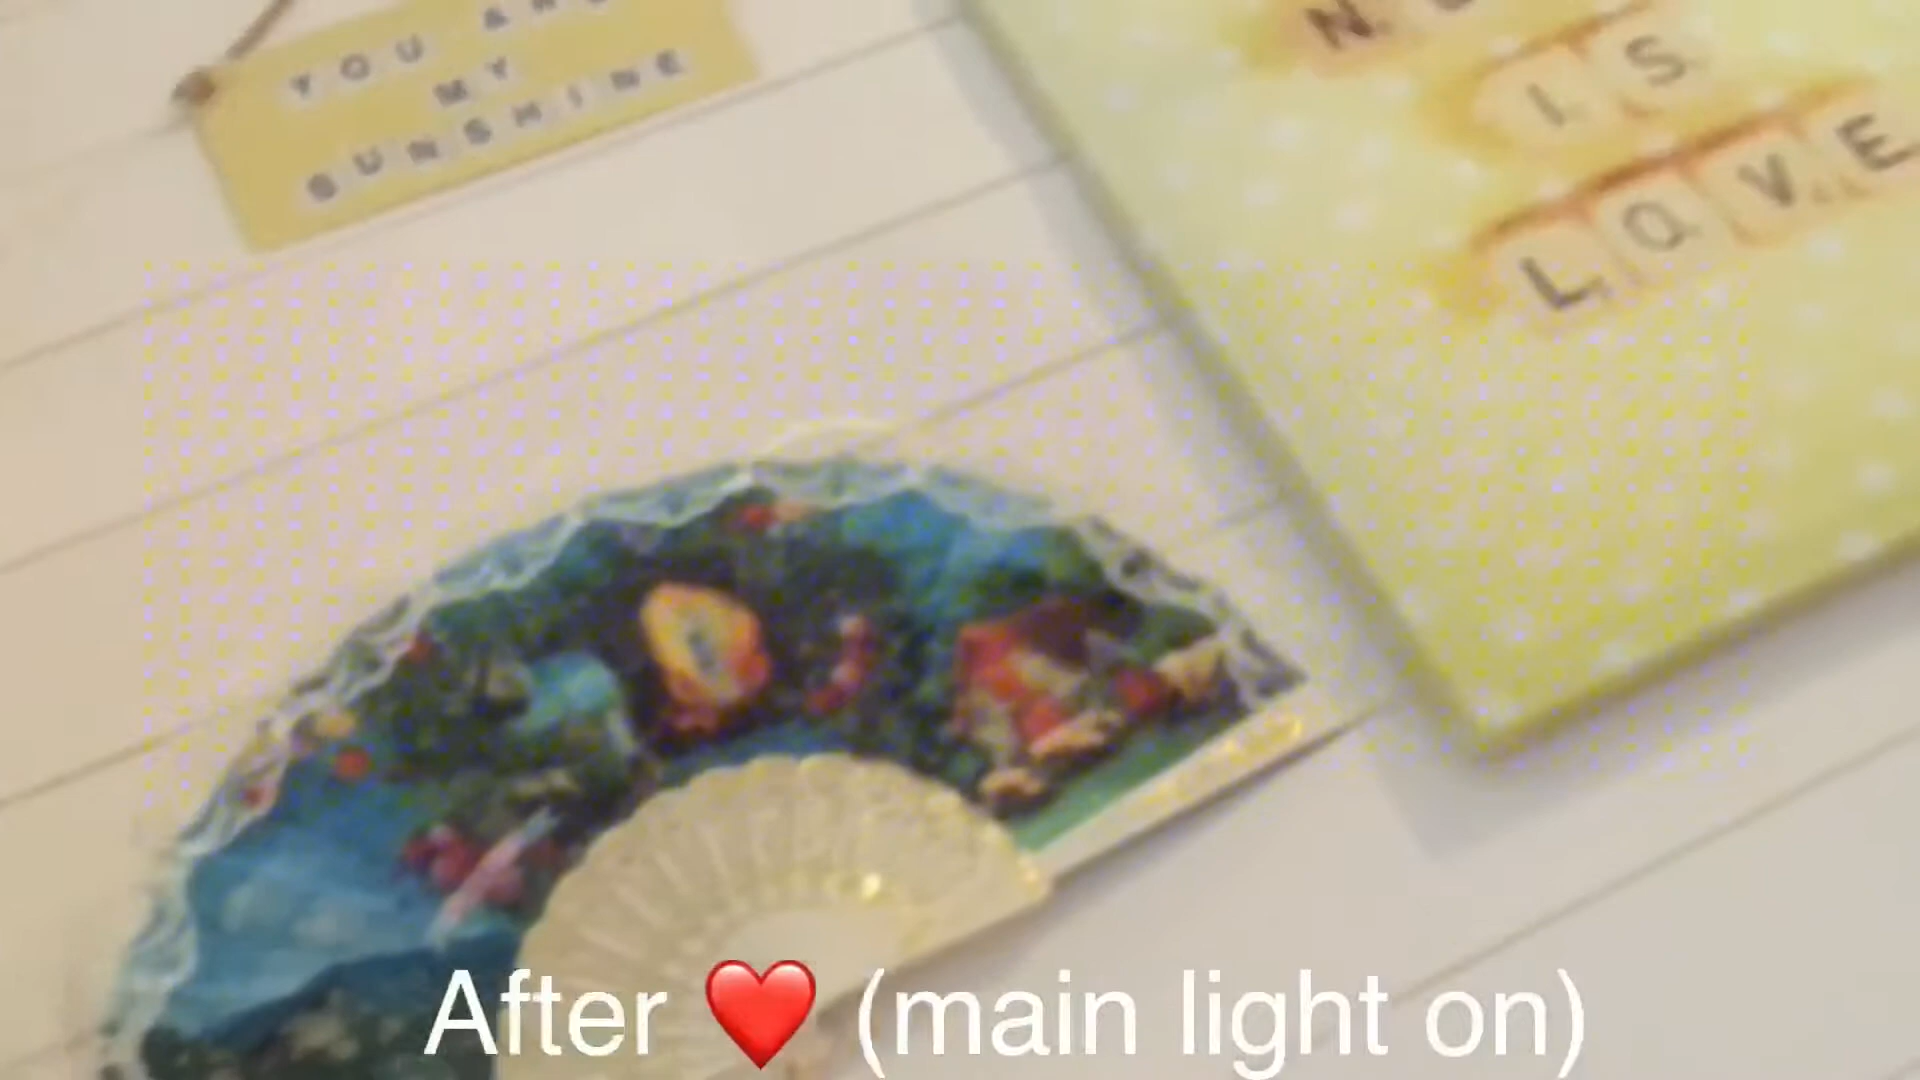 YOU ARE
MY
SUNSHINE
IS
LOVE
After ❤️ (main light on)